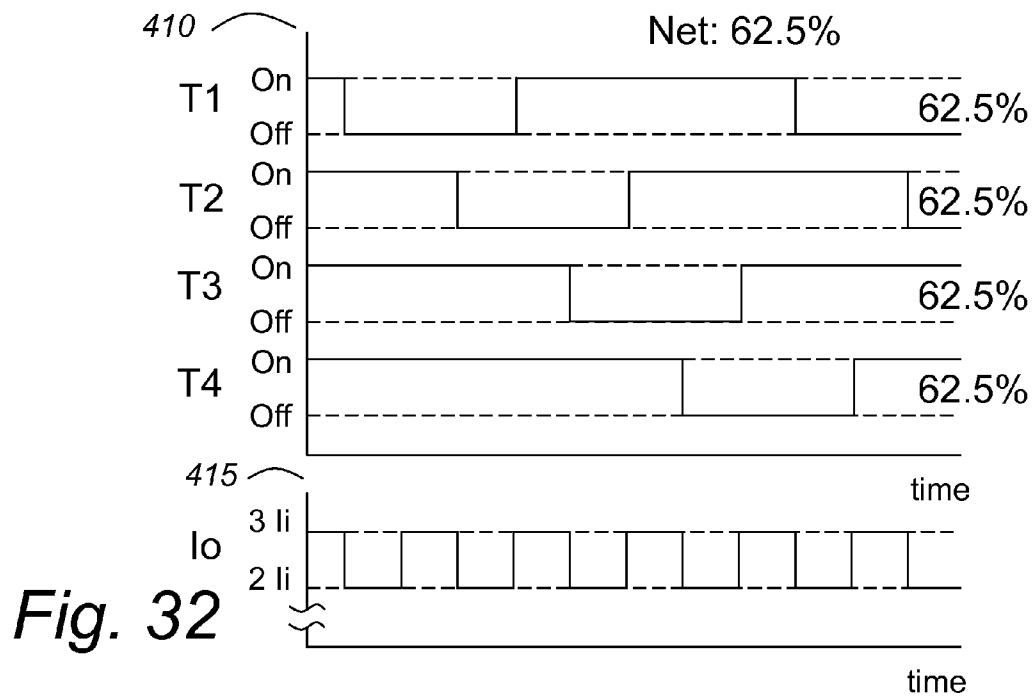 410
Net: 62.5%
T1
On
Off
62.5%
T2
On
Off
62.5%
T3
On
Off
62.5%
T4
On
Off
62.5%
time
415
Io
3 Ii
2 Ii
time
Fig. 32